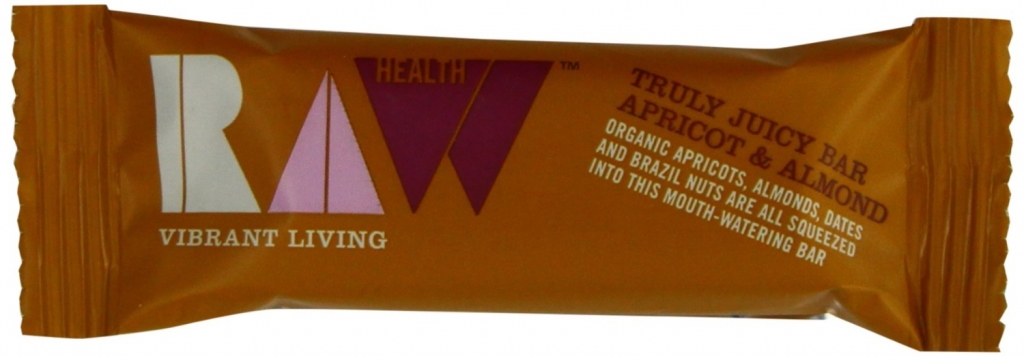 RAW
HEALTH
™
VIBRANT LIVING
TRULY JUICY BAR
APRICOT & ALMOND
ORGANIC APRICOTS, ALMONDS, DATES
AND BRAZIL NUTS ARE ALL SQUEEZED
INTO THIS MOUTH-WATERING BAR